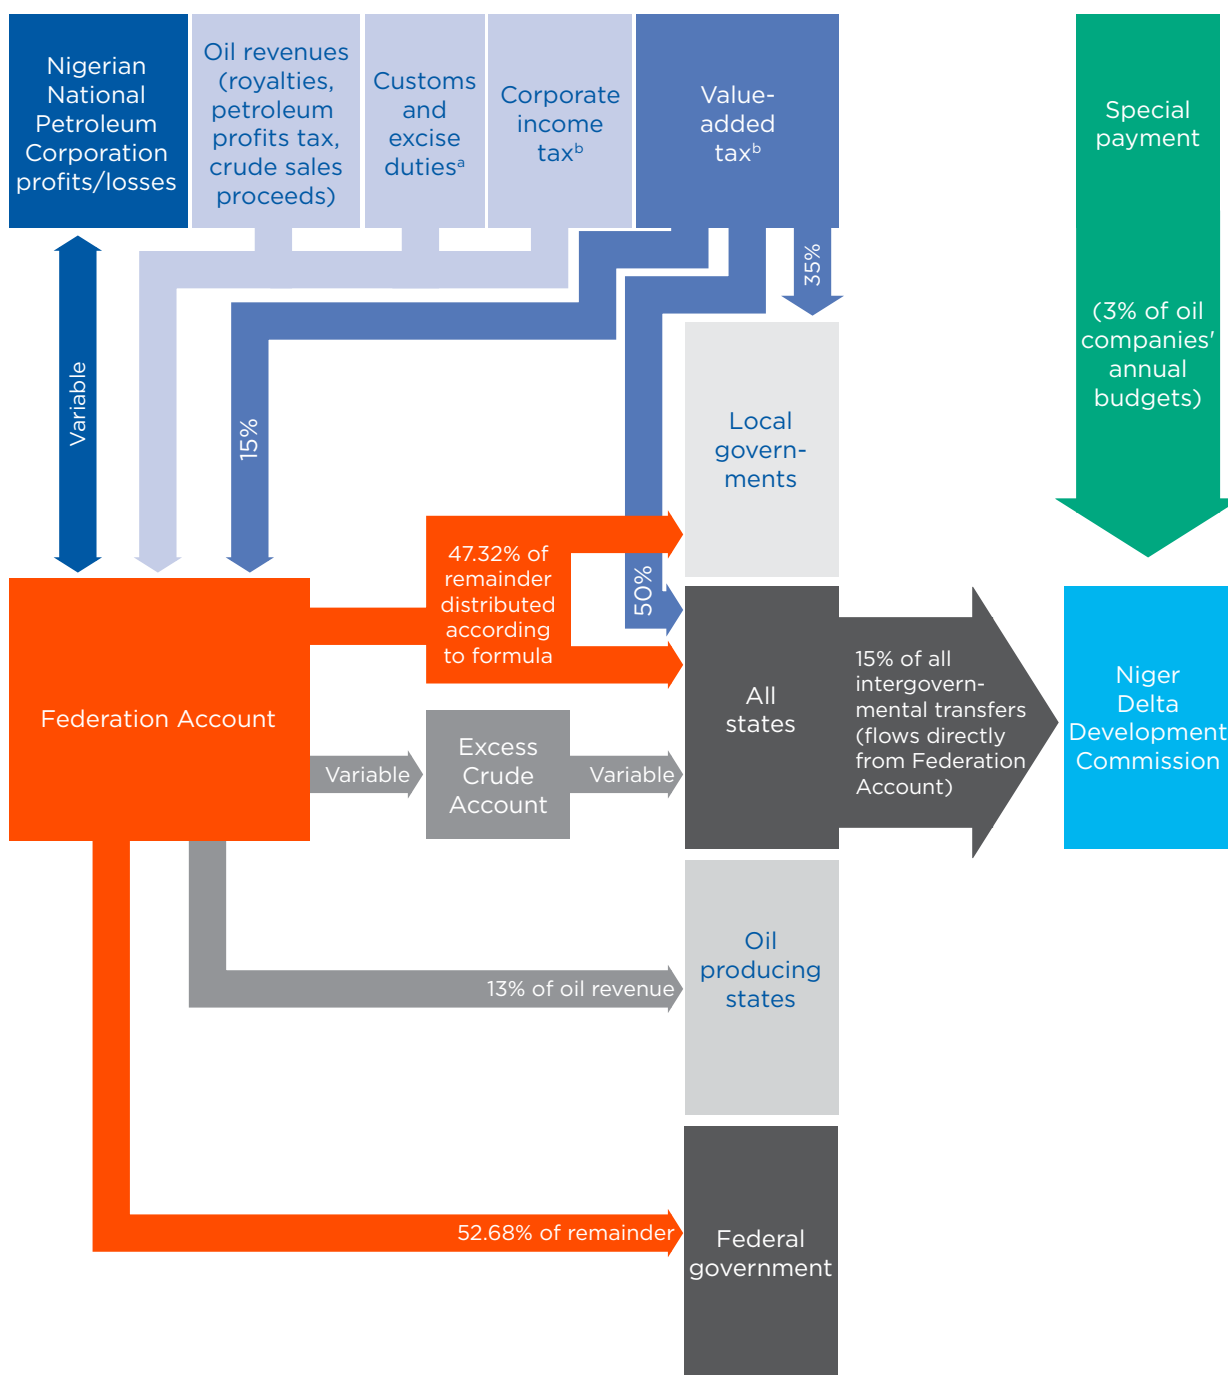 Nigerian
National
Petroleum
Corporation
profits/losses
Oil revenues
(royalties,
petroleum
profits tax,
crude sales
proceeds)
Customs
and
excise
dutiesᵃ
Corporate
income
taxᵇ
Value-
added
taxᵇ
Special
payment
(3% of oil
companies'
annual
budgets)
35%
Variable
15%
50%
Local
govern-
ments
47.32% of
remainder
distributed
according
to formula
Federation Account
Variable
Excess
Crude
Account
Variable
All
states
15% of all
intergovern-
mental transfers
(flows directly
from Federation
Account)
Niger
Delta
Development
Commission
13% of oil revenue
Oil
producing
states
52.68% of remainder
Federal
government